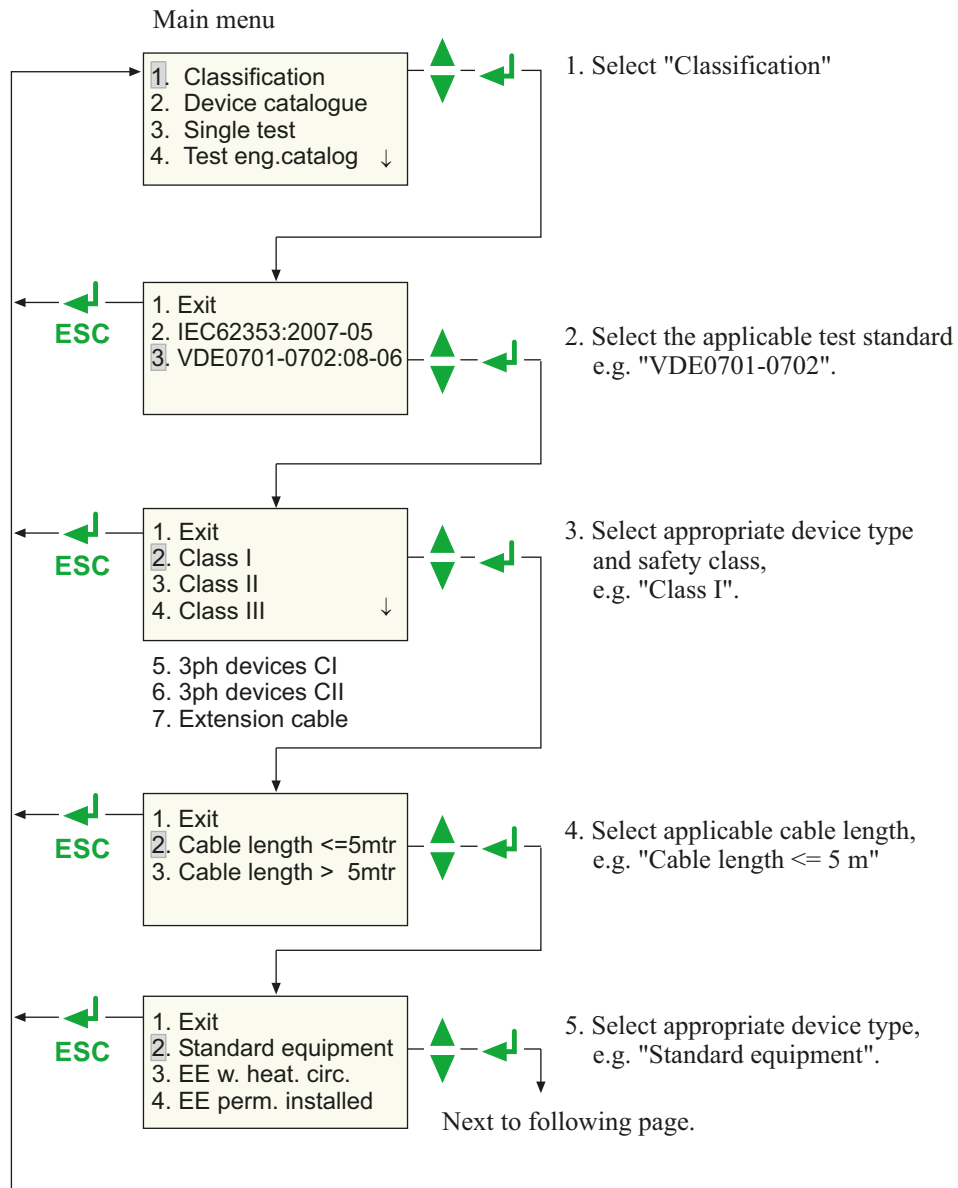 Main menu
1. Classification
2. Device catalogue
3. Single test
4. Test eng.catalog ↓
1. Select "Classification"
1. Exit
2. IEC62353:2007-05
3. VDE0701-0702:08-06
ESC
2. Select the applicable test standard
e.g. "VDE0701-0702".
1. Exit
2. Class I
3. Class II
4. Class III ↓
5. 3ph devices CI
6. 3ph devices CII
7. Extension cable
ESC
3. Select appropriate device type
and safety class,
e.g. "Class I".
1. Exit
2. Cable length <=5mtr
3. Cable length > 5mtr
ESC
4. Select applicable cable length,
e.g. "Cable length <= 5 m"
1. Exit
2. Standard equipment
3. EE w. heat. circ.
4. EE perm. installed
ESC
5. Select appropriate device type,
e.g. "Standard equipment".
Next to following page.